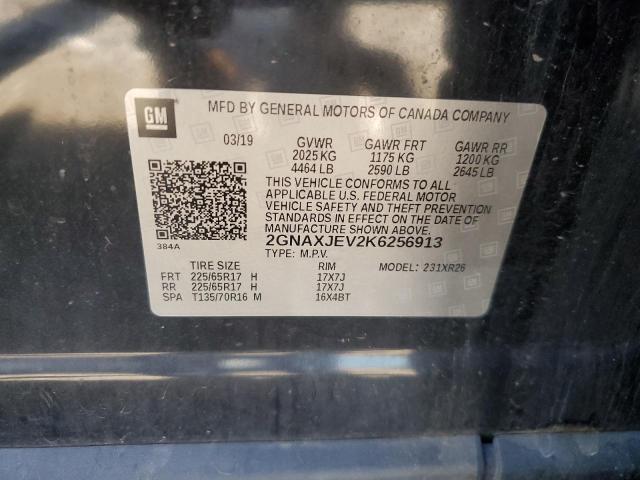 GM MFD BY GENERAL MOTORS OF CANADA COMPANY
03/19 GVWR GAWR FRT GAWR RR
2025 KG 1175 KG 1200 KG
4464 LB 2590 LB 2645 LB
THIS VEHICLE CONFORMS TO ALL
APPLICABLE U.S. FEDERAL MOTOR
VEHICLE SAFETY AND THEFT PREVENTION
STANDARDS IN EFFECT ON THE DATE OF
MANUFACTURE SHOWN ABOVE.
384A 2GNAXJEV2K6256913
TYPE: M.P.V.
TIRE SIZE RIM MODEL: 231XR26
FRT 225/65R17 H 17X7J
RR 225/65R17 H 17X7J
SPA T135/70R16 M 16X4BT